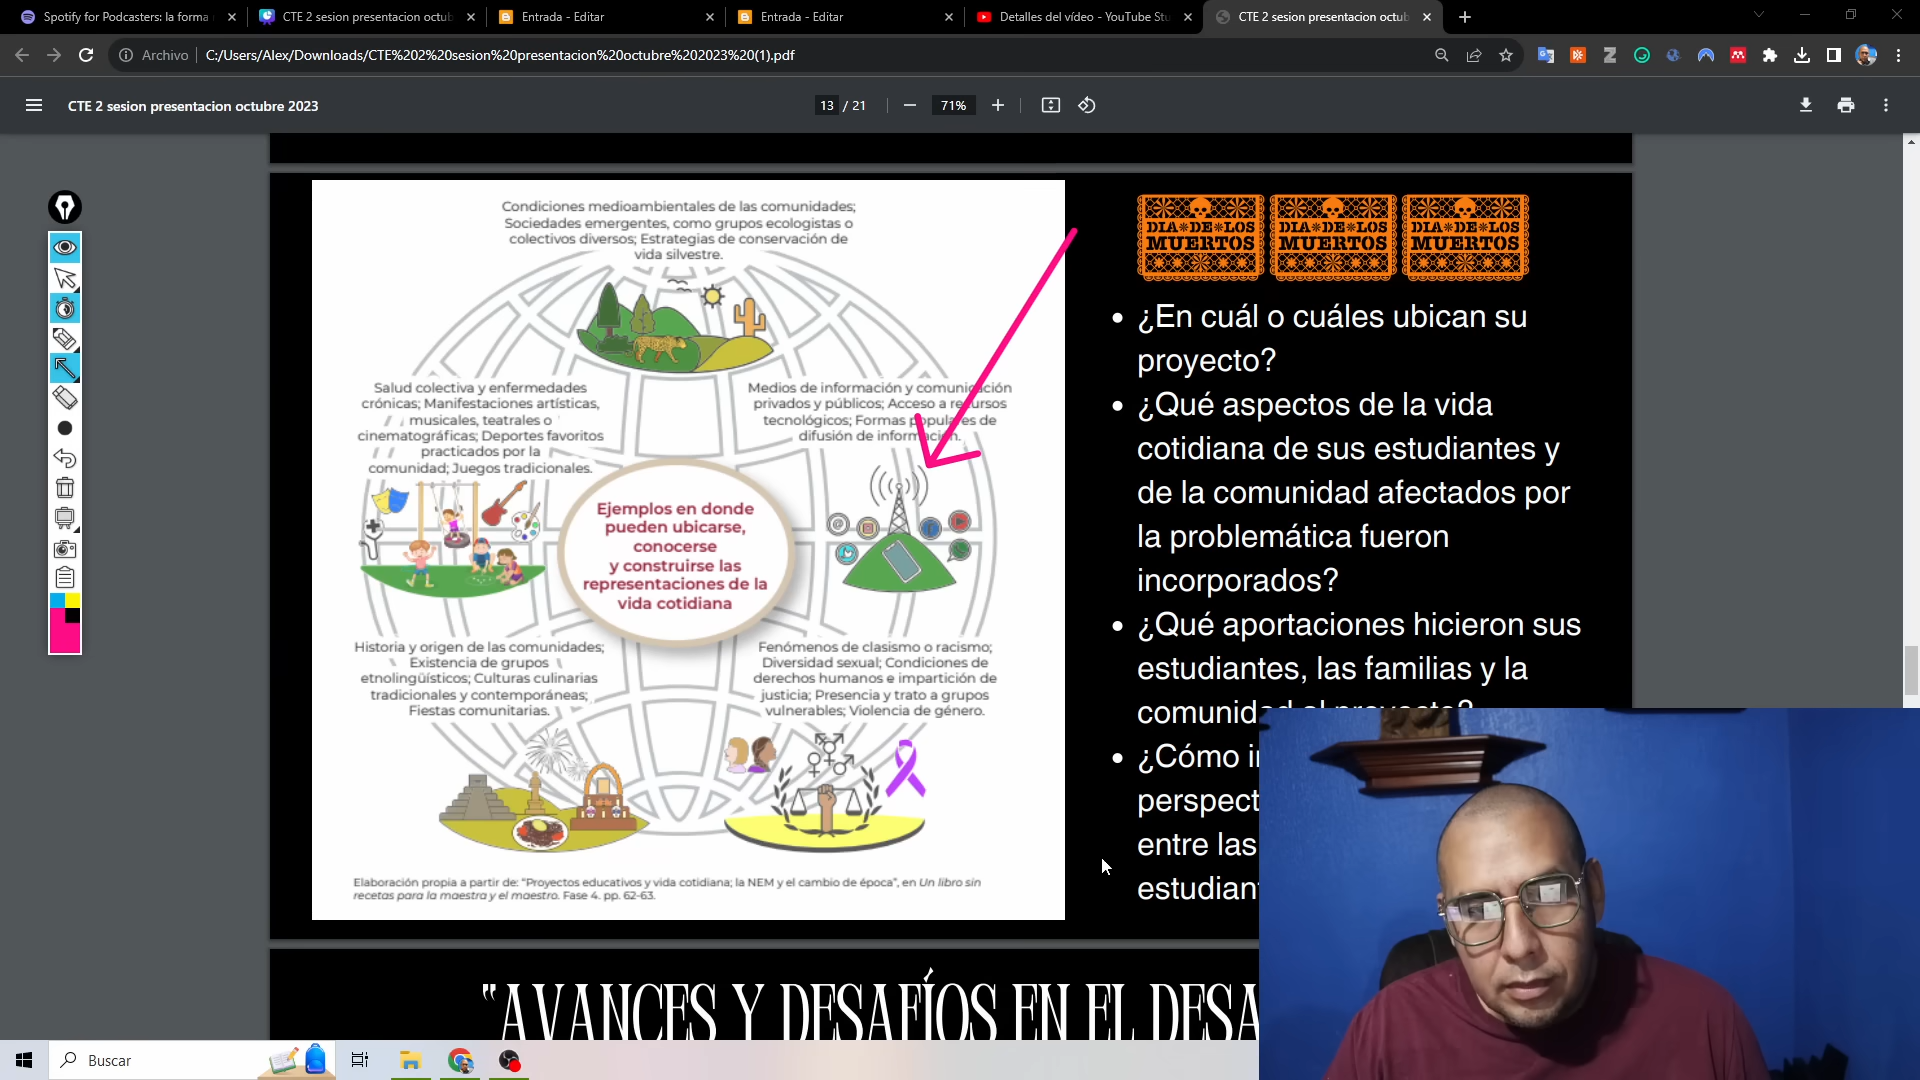 Spotify for Podcasters: la forma
CTE 2 sesion presentacion octub
Entrada - Editar
Entrada - Editar
Detalles del vídeo - YouTube Stu
CTE 2 sesion presentacion octub
Archivo
C:/Users/Alex/Downloads/CTE%202%20sesion%20presentacion%20octubre%202023%20(1).pdf
CTE 2 sesion presentacion octubre 2023
13 / 21
71%
Condiciones medioambientales de las comunidades;
Sociedades emergentes, como grupos ecologistas o
colectivos diversos; Estrategias de conservación de
vida silvestre.
Salud colectiva y enfermedades
crónicas; Manifestaciones artísticas,
musicales, teatrales o
cinematográficas; Deportes favoritos
practicados por la
comunidad; Juegos tradicionales.
Medios de información y comunicación
privados y públicos; Acceso a recursos
tecnológicos; Formas populares de
difusión de información.
Ejemplos en donde
pueden ubicarse,
conocerse
y construirse las
representaciones de la
vida cotidiana
Historia y origen de las comunidades;
Existencia de grupos
etnolingüísticos; Culturas culinarias
tradicionales y contemporáneas;
Fiestas comunitarias.
Fenómenos de clasismo o racismo;
Diversidad sexual; Condiciones de
derechos humanos e impartición de
justicia; Presencia y trato a grupos
vulnerables; Violencia de género.
Elaboración propia a partir de: “Proyectos educativos y vida cotidiana; la NEM y el cambio de época”, en Un libro sin
recetas para la maestra y el maestro. Fase 4. pp. 62-63.
DIA DE LOS
MUERTOS
DIA DE LOS
MUERTOS
DIA DE LOS
MUERTOS
• ¿En cuál o cuáles ubican su
proyecto?
• ¿Qué aspectos de la vida
cotidiana de sus estudiantes y
de la comunidad afectados por
la problemática fueron
incorporados?
• ¿Qué aportaciones hicieron sus
estudiantes, las familias y la
comunidad al proyecto?
• ¿Cómo i
perspect
entre las
estudian
"AVANCES Y DESAFÍOS EN EL DESA
Buscar